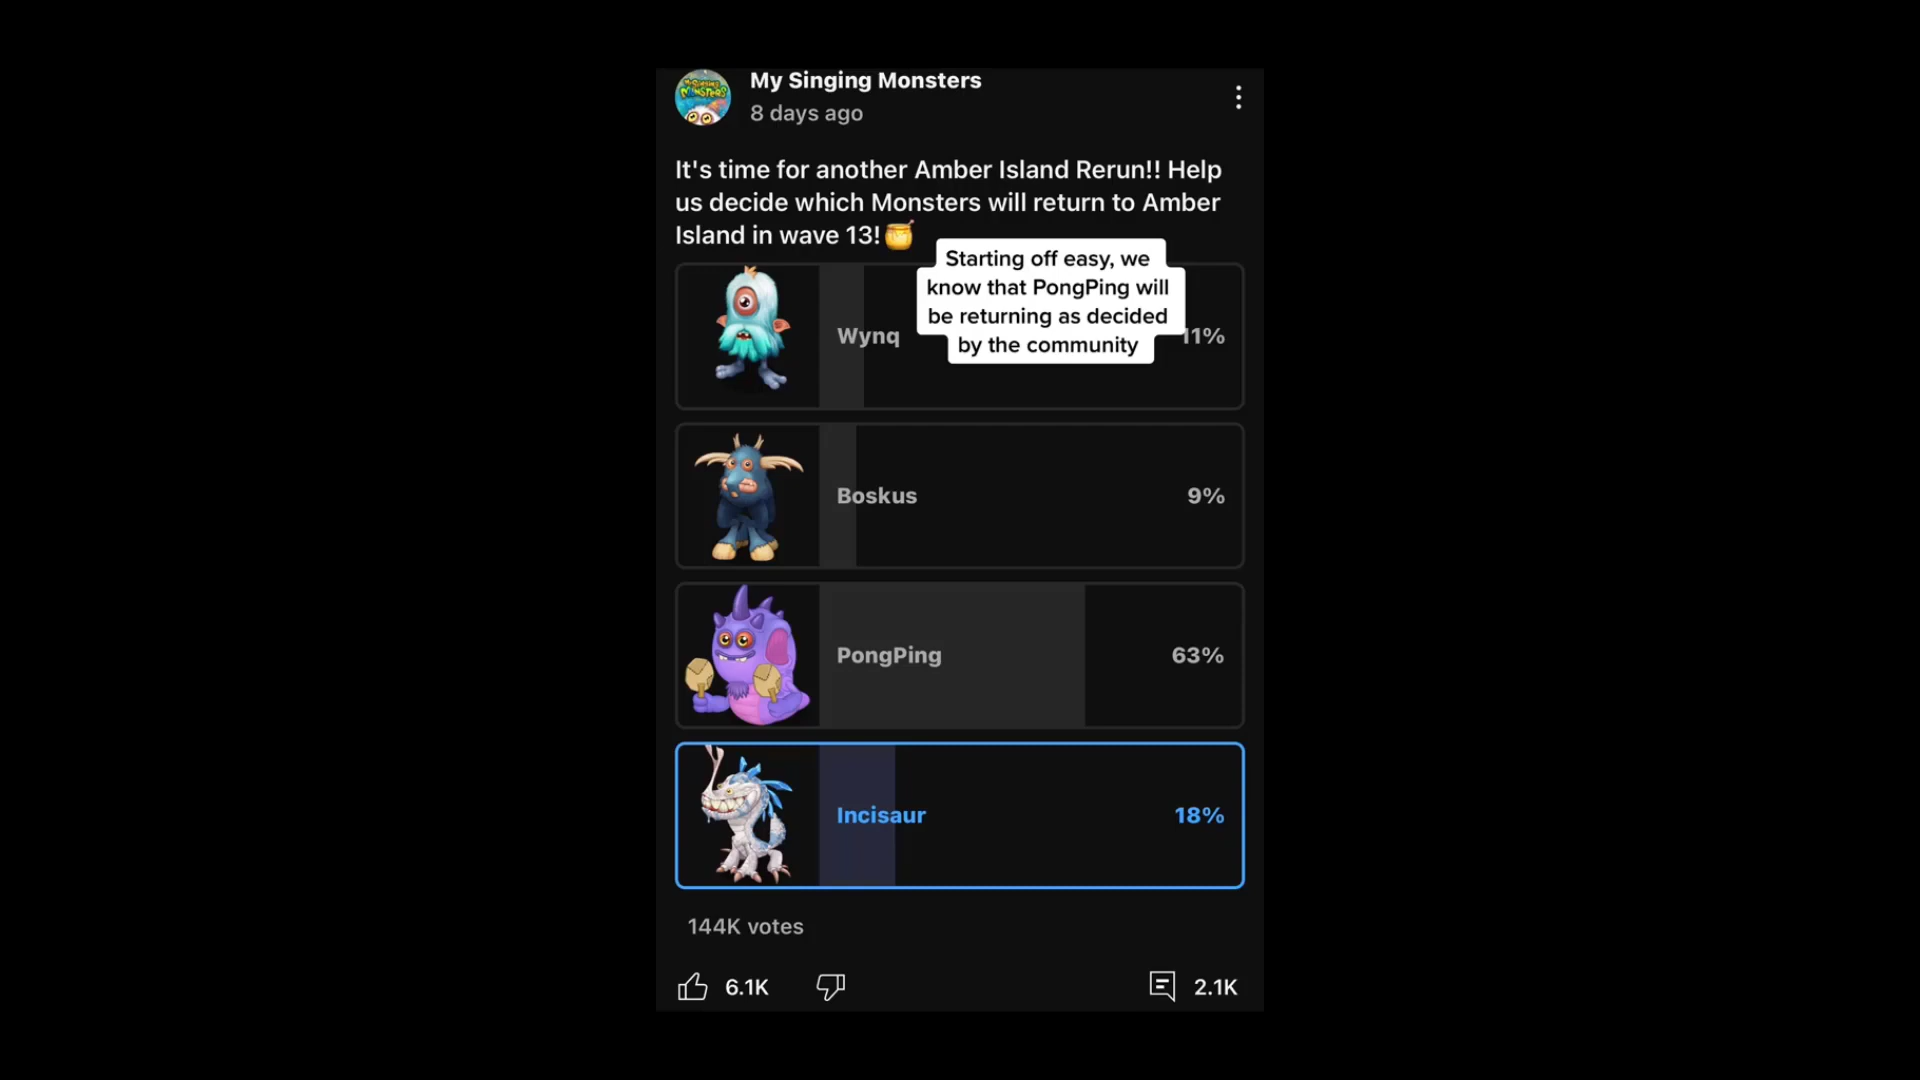 My Singing Monsters
8 days ago
It's time for another Amber Island Rerun!! Help
us decide which Monsters will return to Amber
Island in wave 13!
Starting off easy, we
know that PongPing will
be returning as decided
by the community
Wynq
11%
Boskus
9%
PongPing
63%
Incisaur
18%
144K votes
6.1K
2.1K